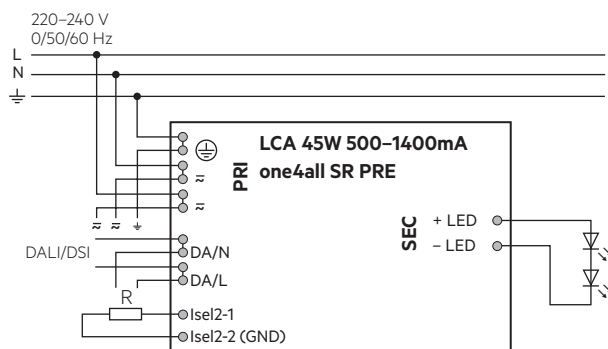 220–240 V
0/50/60 Hz
L
N
LCA 45W 500–1400mA
one4all SR PRE
PRI
SEC
+ LED
– LED
DALI/DSI
DA/N
DA/L
R
Isel2-1
Isel2-2 (GND)